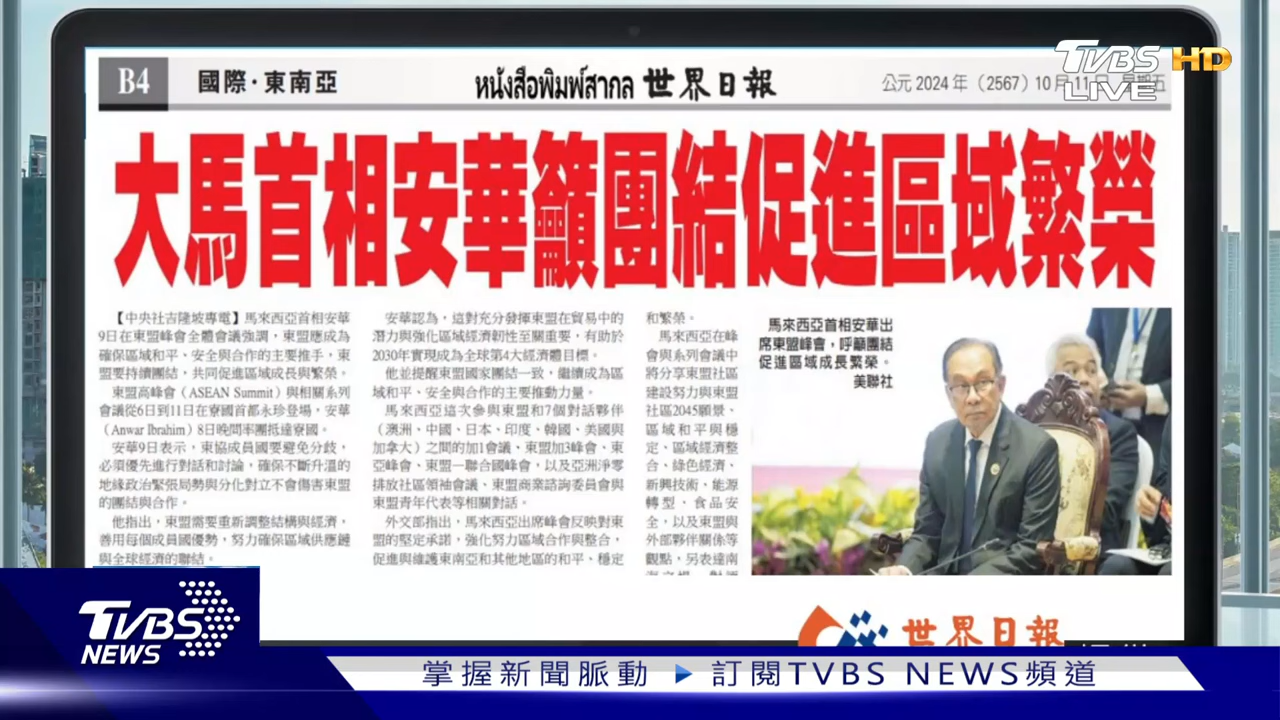 B4
國際·東南亞
หนังสือพิมพ์สากล 世界日報
公元 2024 年（2567）10 月 11 日 星期五
TVBS HD
LIVE
大馬首相安華籲團結促進區域繁榮
【中央社吉隆坡專電】馬來西亞首相安華
9日在東盟峰會全體會議強調，東盟應成為
確保區域和平、安全與合作的主要推手，東
盟要持續團結，共同促進區域成長與繁榮。
東盟高峰會（ASEAN Summit）與相關系列
會議從6日到11日在寮國首都永珍登場，安華
（Anwar Ibrahim）8日晚間率團抵達寮國。
安華9日表示，東協成員國要避免分歧，
必須優先進行對話和討論，確保不斷升溫的
地緣政治緊張局勢與分化對立不會傷害東盟
的團結與合作。
他指出，東盟需要重新調整結構與經濟，
善用每個成員國優勢，努力確保區域供應鏈
與全球經濟的聯結。
安華認為，這對充分發揮東盟在貿易中的
潛力與強化區域經濟韌性至關重要，有助於
2030年實現成為全球第4大經濟體目標。
他並提醒東盟國家團結一致，繼續成為區
域和平、安全與合作的主要推動力量。
馬來西亞這次參與東盟和7個對話夥伴
（澳洲、中國、日本、印度、韓國、美國與
加拿大）之間的加1會議、東盟加3峰會、東
亞峰會、東盟—聯合國峰會，以及亞洲淨零
排放社區領袖會議、東盟商業諮詢委員會與
東盟青年代表等相關對話。
外交部指出，馬來西亞出席峰會反映對東
盟的堅定承諾，強化努力區域合作與整合，
促進與維護東南亞和其他地區的和平、穩定
和繁榮。
馬來西亞在峰
會與系列會議中
將分享東盟社區
建設努力與東盟
社區2045願景、
區域和平與穩
定、區域經濟整
合、綠色經濟、
新興技術、能源
轉型、食品安
全，以及東盟與
外部夥伴關係等
觀點，另表達南
馬來西亞首相安華出
席東盟峰會，呼籲團結
促進區域成長繁榮。
美聯社
世界日報
TVBS
NEWS
掌握新聞脈動 訂閱TVBS NEWS頻道